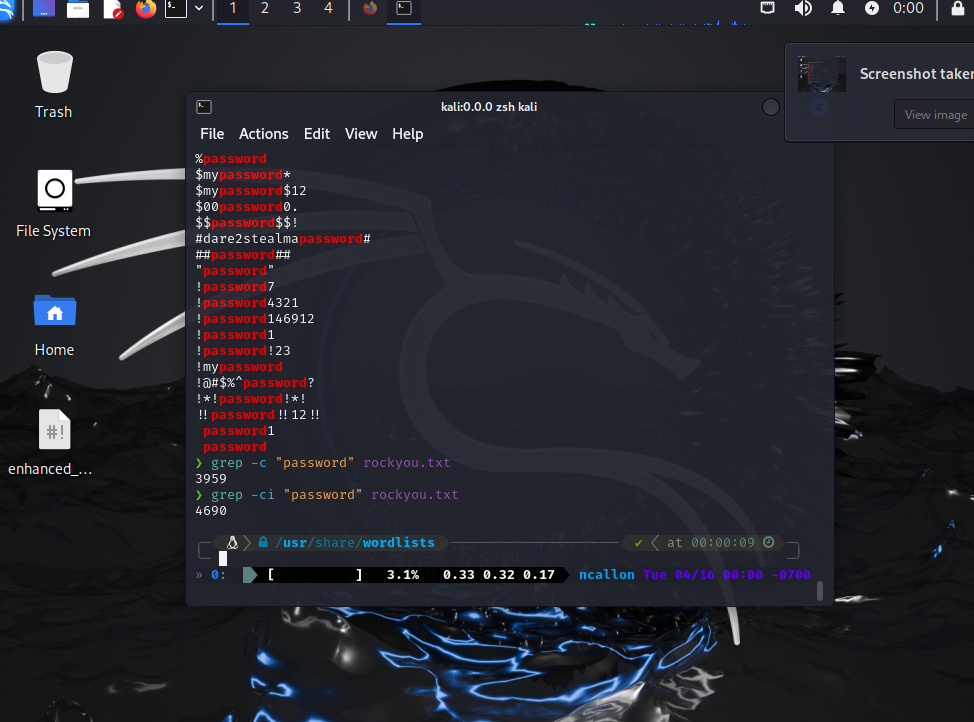 1 2 3 4 0:00
Screenshot taken
View image
Trash
File System
Home
#!
enhanced_...
kali:0.0.0 zsh kali
File Actions Edit View Help
%password
$mypassword*
$mypassword$12
$00password0.
$$password$$!
#dare2stealmapassword#
##password##
"password"
!password7
!password4321
!password146912
!password1
!password!23
!mypassword
!@#$%^password?
!*!password!*!
!!password!!12!!
password1
password
❯ grep -c "password" rockyou.txt
3959
❯ grep -ci "password" rockyou.txt
4690
/usr/share/wordlists ✔ at 00:00:09
» 0: [ ] 3.1% 0.33 0.32 0.17 ncallon Tue 04/16 00:00 -0700